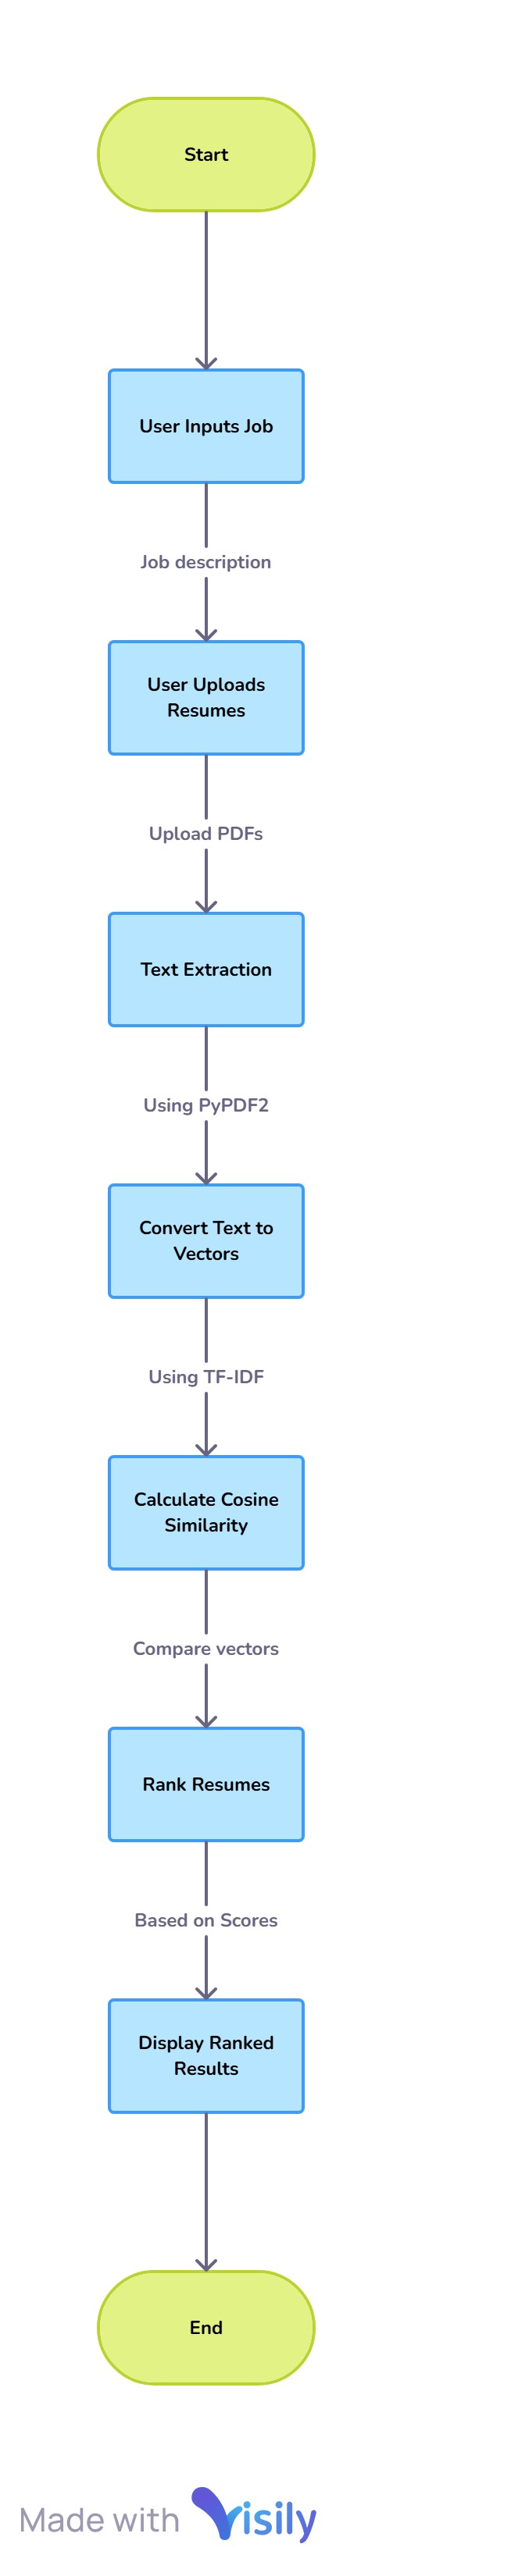 Start
User Inputs Job
Job description
User Uploads
Resumes
Upload PDFs
Text Extraction
Using PyPDF2
Convert Text to
Vectors
Using TF-IDF
Calculate Cosine
Similarity
Compare vectors
Rank Resumes
Based on Scores
Display Ranked
Results
End
Made with Visily